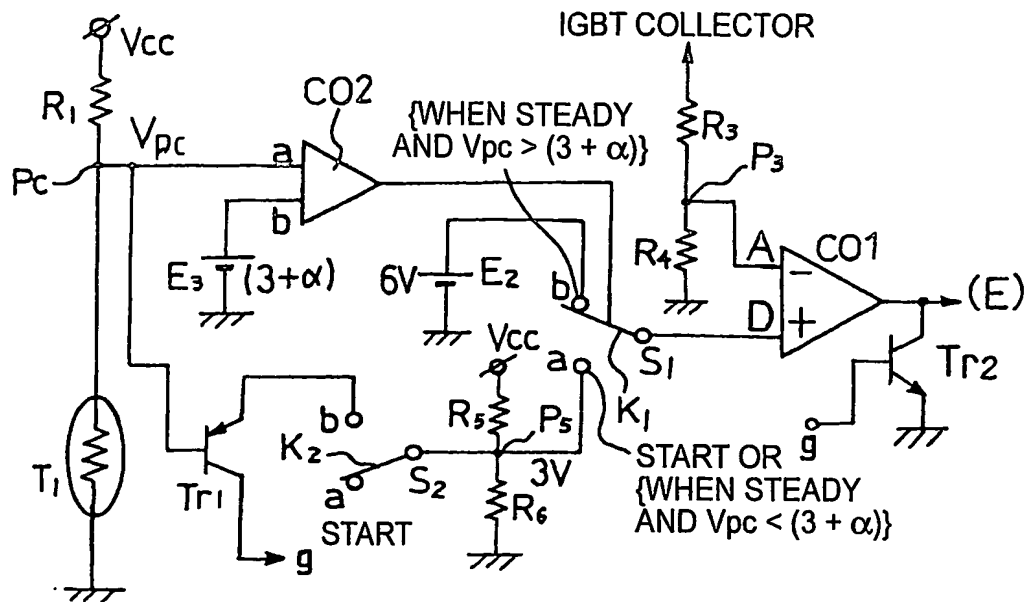 IGBT COLLECTOR
Vcc
R1
CO2
{WHEN STEADY
AND Vpc > (3 + α)}
R3
Vpc
a
P3
Pc
b
R4
A
CO1
E3
(3+α)
6V
E2
b
−
(E)
D
+
S1
Vcc
a
K1
Tr2
b
R5
P5
g
K2
S2
3V
START OR
{WHEN STEADY
AND Vpc < (3 + α)}
T1
Tr1
a
R6
START
g